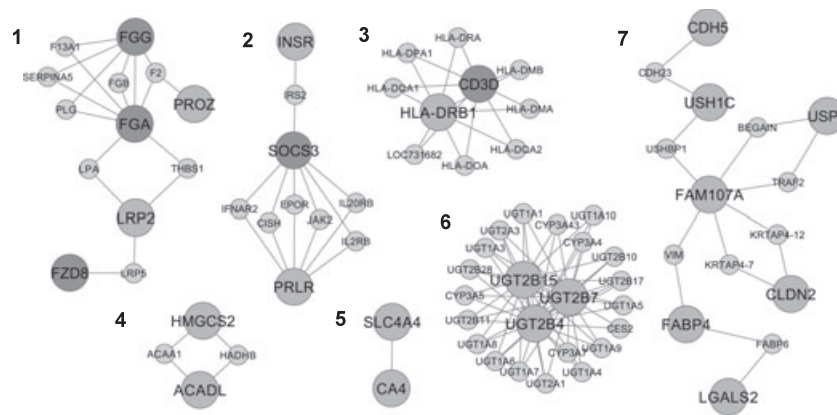 1
FGG
F13A1
SERPINA5
FGB
F2
PLG
PROZ
FGA
LPA
THBS1
LRP2
FZD8
LRP5
2
INSR
IRS2
SOCS3
IFNAR2
CISH
EPOR
JAK2
IL20RB
IL2RB
PRLR
3
HLA-DRA
HLA-DPA1
HLA-DMB
CD3D
HLA-DQA1
HLA-DRB1
HLA-DMA
LOC731682
HLA-DOA
HLA-DQA2
4
HMGCS2
ACAA1
HADHB
ACADL
5
SLC4A4
CA4
6
UGT1A1
UGT1A10
UGT2A3
CYP3A43
UGT1A3
CYP3A4
UGT2B10
UGT2B28
UGT2B15
UGT2B17
CYP3A5
UGT2B7
UGT1A5
UGT2B11
UGT2B4
CES2
UGT1A8
UGT1A9
UGT1A6
CYP3A7
UGT1A7
UGT1A4
UGT2A1
7
CDH5
CDH23
USH1C
USP
BEGAIN
USHBP1
TRAF2
FAM107A
KRTAP4-12
VIM
KRTAP4-7
CLDN2
FABP4
FABP6
LGALS2